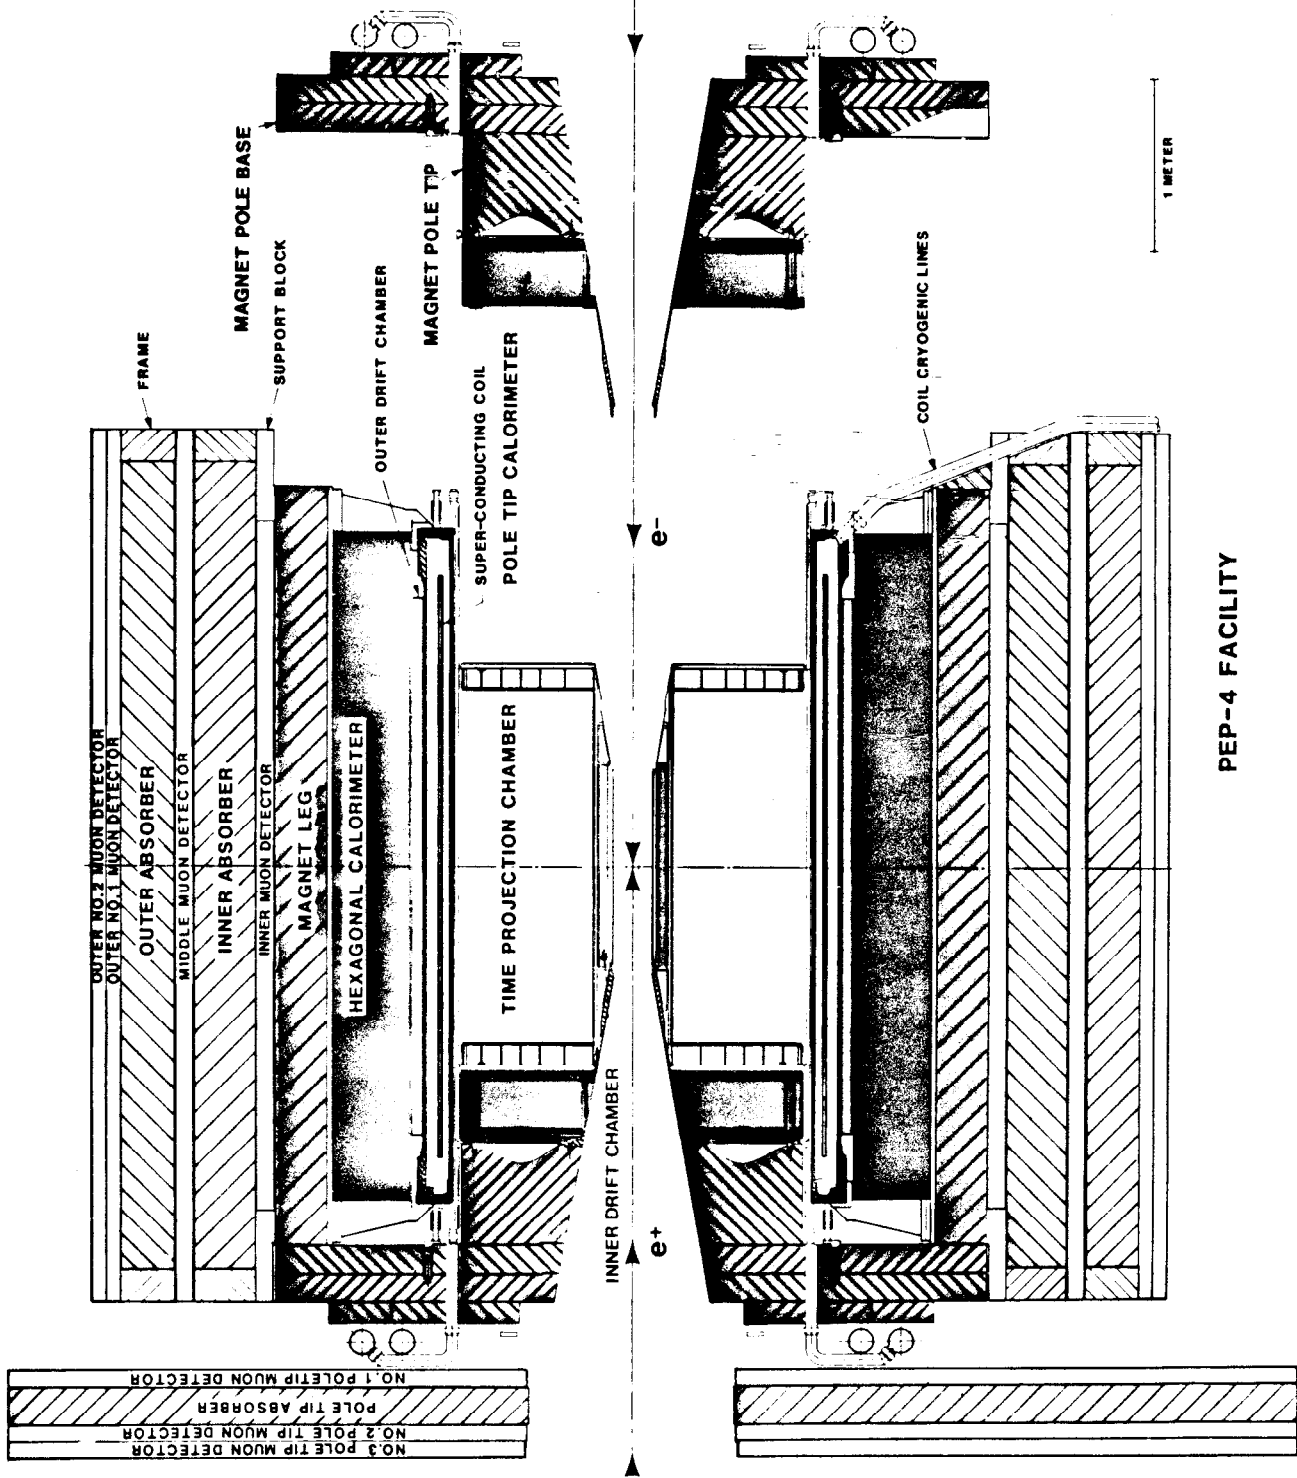 MAGNET POLE BASE
MAGNET POLE TIP
SUPPORT BLOCK
FRAME
OUTER DRIFT CHAMBER
SUPER-CONDUCTING COIL
POLE TIP CALORIMETER
COIL CRYOGENIC LINES
1 METER
e-
OUTER NO.2 MUON DETECTOR
OUTER NO.1 MUON DETECTOR
OUTER ABSORBER
MIDDLE MUON DETECTOR
INNER ABSORBER
INNER MUON DETECTOR
MAGNET LEG
HEXAGONAL CALORIMETER
TIME PROJECTION CHAMBER
INNER DRIFT CHAMBER
e+
PEP-4 FACILITY
NO.1 POLETIP MUON DETECTOR
POLE TIP ABSORBER
NO.2 POLE TIP MUON DETECTOR
NO.3 POLE TIP MUON DETECTOR